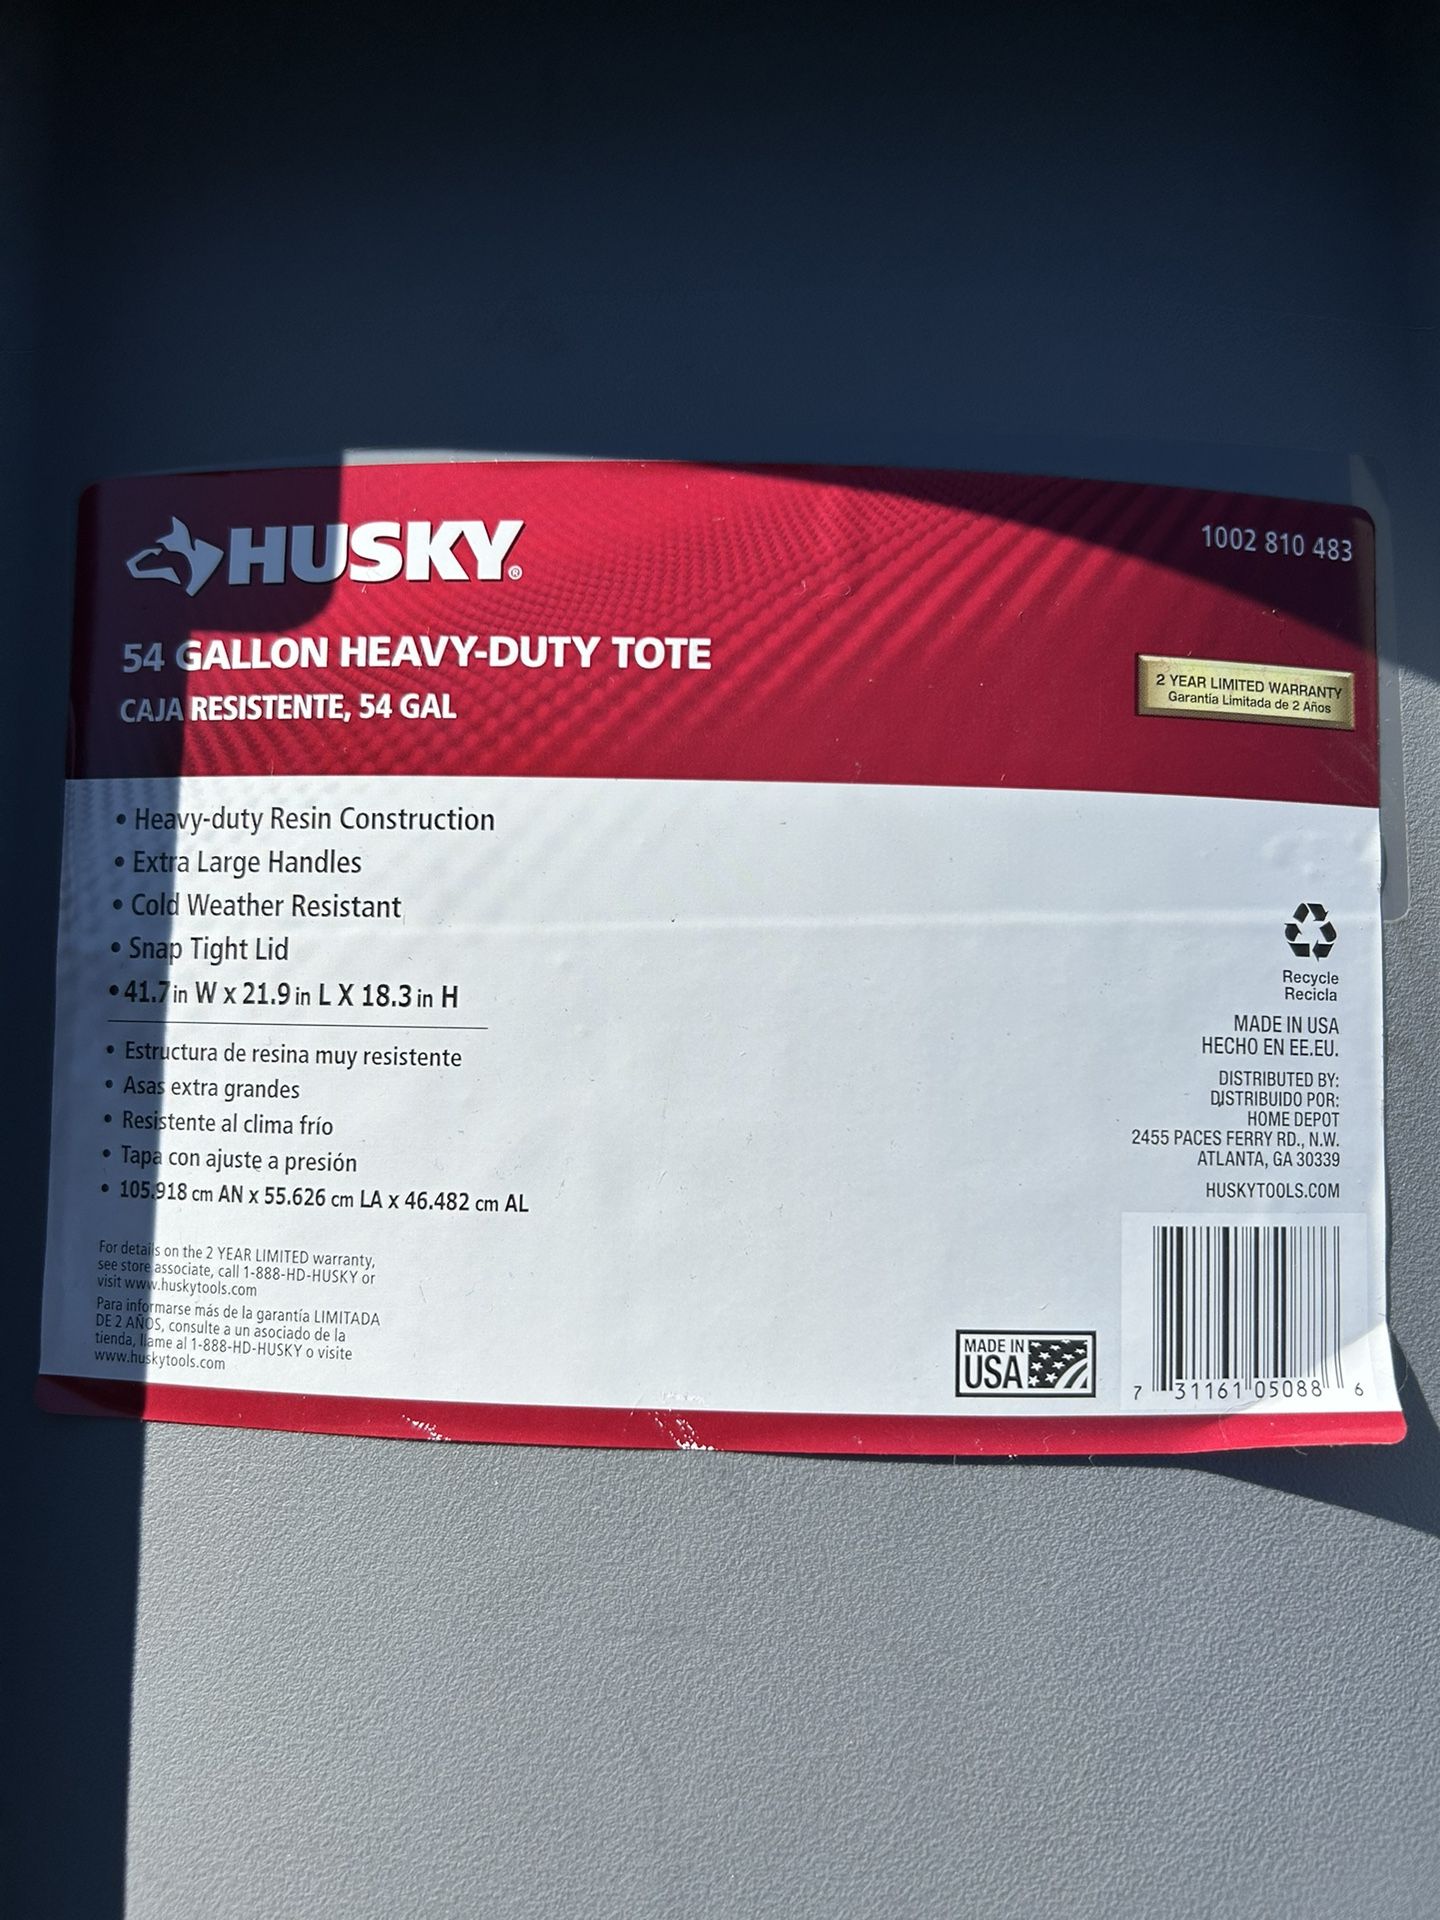 HUSKY®
1002 810 483
54 GALLON HEAVY-DUTY TOTE
CAJA RESISTENTE, 54 GAL
2 YEAR LIMITED WARRANTY
Garantía Limitada de 2 Años
• Heavy-duty Resin Construction
• Extra Large Handles
• Cold Weather Resistant
• Snap Tight Lid
• 41.7 in W x 21.9 in L X 18.3 in H
• Estructura de resina muy resistente
• Asas extra grandes
• Resistente al clima frío
• Tapa con ajuste a presión
• 105.918 cm AN x 55.626 cm LA x 46.482 cm AL
For details on the 2 YEAR LIMITED warranty,
see store associate, call 1-888-HD-HUSKY or
visit www.huskytools.com
Para informarse más de la garantía LIMITADA
DE 2 AÑOS, consulte a un asociado de la
tienda, llame al 1-888-HD-HUSKY o visite
www.huskytools.com
Recycle
Recicla
MADE IN USA
HECHO EN EE.EU.
DISTRIBUTED BY:
DISTRIBUIDO POR:
HOME DEPOT
2455 PACES FERRY RD., N.W.
ATLANTA, GA 30339
HUSKYTOOLS.COM
MADE IN
USA
7 31161 05088 6